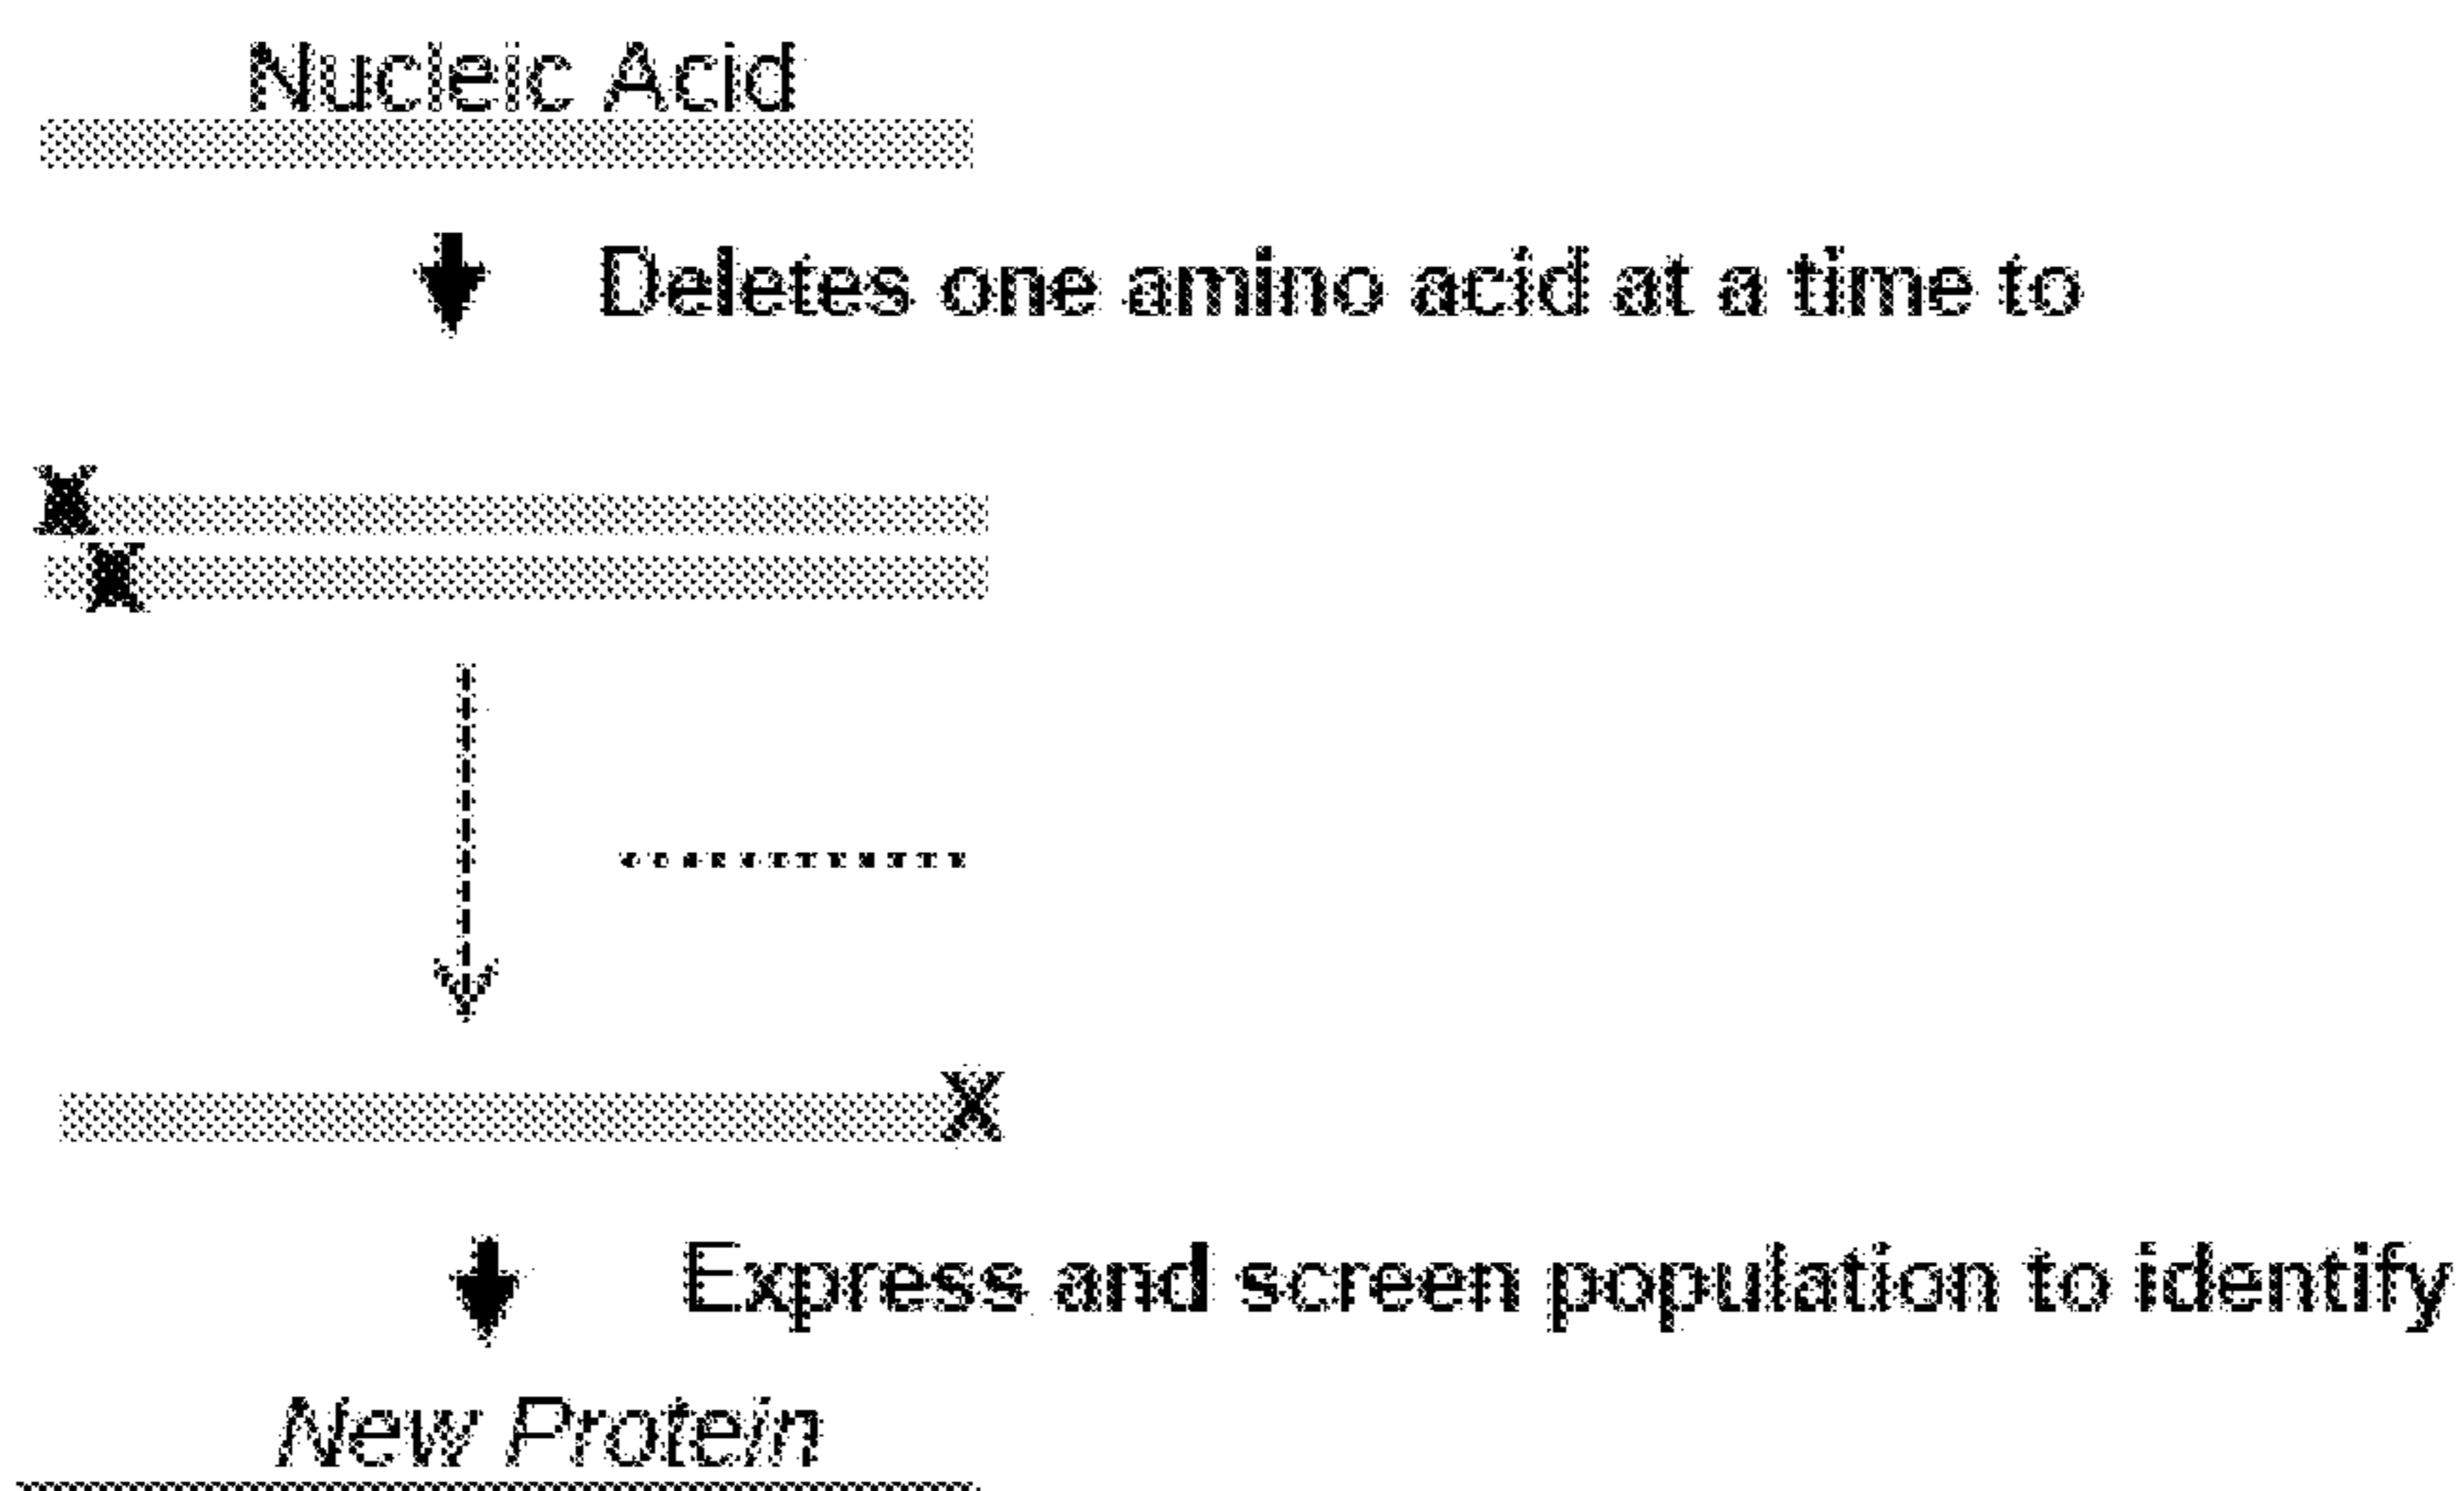 Nucleic Acid
Deletes one amino acid at a time to
X
X
X
Express and screen population to identify
New Protein